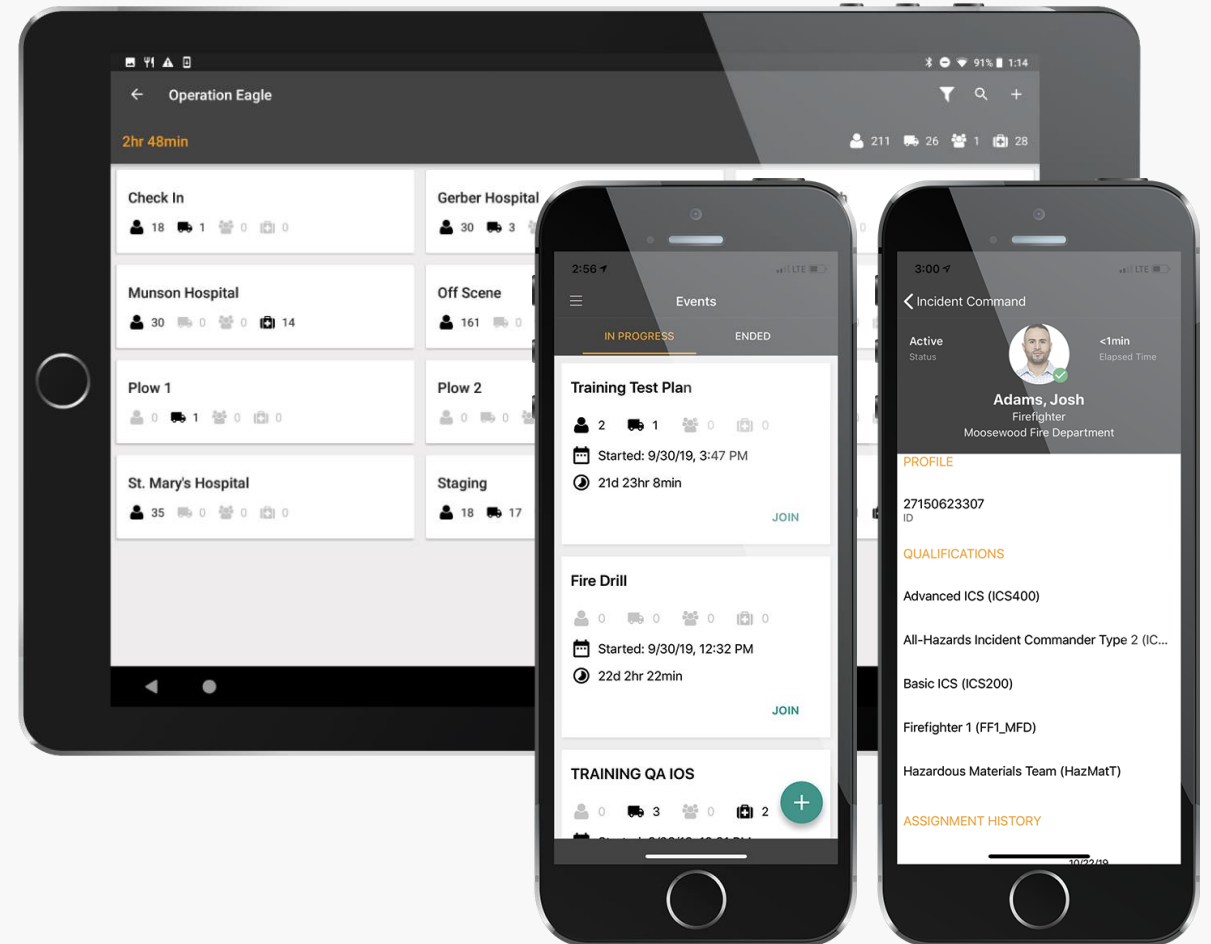 91% 1:14
Operation Eagle
2hr 48min
211 26 1 28
Check In
18 1 0 0
Gerber Hospital
30 3
Munson Hospital
30 0 0 14
Off Scene
161 0
Plow 1
0 1 0 0
Plow 2
0 0
St. Mary's Hospital
35 0 0 0
Staging
18 17
2:56 LTE
Events
IN PROGRESS ENDED
Training Test Plan
2 1 0 0
Started: 9/30/19, 3:47 PM
21d 23hr 8min
JOIN
Fire Drill
0 0 0 0
Started: 9/30/19, 12:32 PM
22d 2hr 22min
JOIN
TRAINING QA IOS
0 3 0 2
+
3:00 LTE
Incident Command
Active
Status
<1min
Elapsed Time
Adams, Josh
Firefighter
Moosewood Fire Department
PROFILE
27150623307
ID
QUALIFICATIONS
Advanced ICS (ICS400)
All-Hazards Incident Commander Type 2 (IC...
Basic ICS (ICS200)
Firefighter 1 (FF1_MFD)
Hazardous Materials Team (HazMatT)
ASSIGNMENT HISTORY
10/22/19